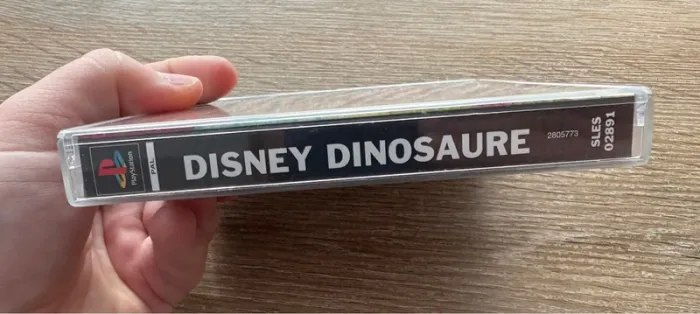 PlayStation
PAL
DISNEY DINOSAURE
2805773
SLES
02891